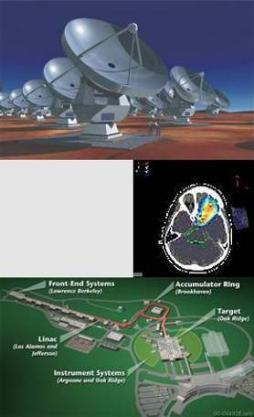 Front-End Systems
(Lawrence Berkeley)
Accumulator Ring
(Brookhaven)
Target
(Oak Ridge)
Linac
(Los Alamos and
Jefferson)
Instrument Systems
(Argonne and Oak Ridge)